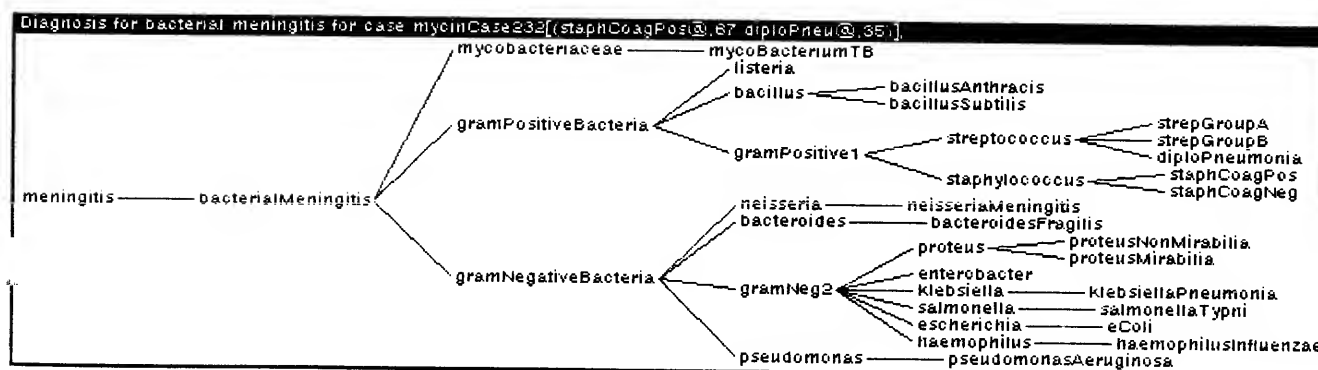 Diagnosis for bacterial meningitis for case mycinCase232[(staphCoagPos@.67 diploPneu@.35)],
mycobacteriaceae mycoBacteriumTB
listeria
bacillus bacillusAnthracis
bacillusSubtilis
gramPositiveBacteria
gramPositive1 streptococcus strepGroupA
strepGroupB
diploPneumonia
staphylococcus staphCoagPos
staphCoagNeg
meningitis bacterialMeningitis
neisseria neisseriaMeningitis
bacteroides bacteroidesFragilis
gramNegativeBacteria
proteus proteusNonMirabilia
proteusMirabilia
gramNeg2 enterobacter
klebsiella klebsiellaPneumonia
salmonella salmonellaTypni
escherichia eColi
haemophilus haemophilusInfluenzae
pseudomonas pseudomonasAeruginosa